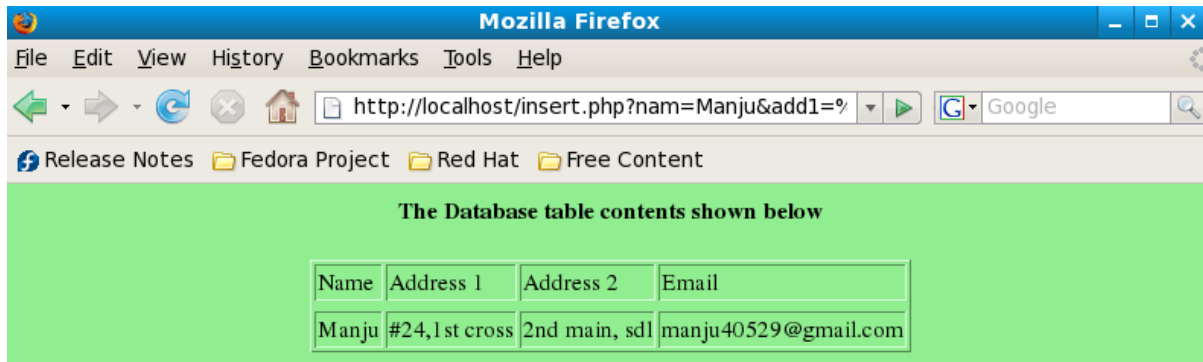 Mozilla Firefox
File Edit View History Bookmarks Tools Help
http://localhost/insert.php?nam=Manju&add1=% G Google
Release Notes Fedora Project Red Hat Free Content
The Database table contents shown below
Name Address 1 Address 2 Email
Manju #24,1st cross 2nd main, sdl manju40529@gmail.com